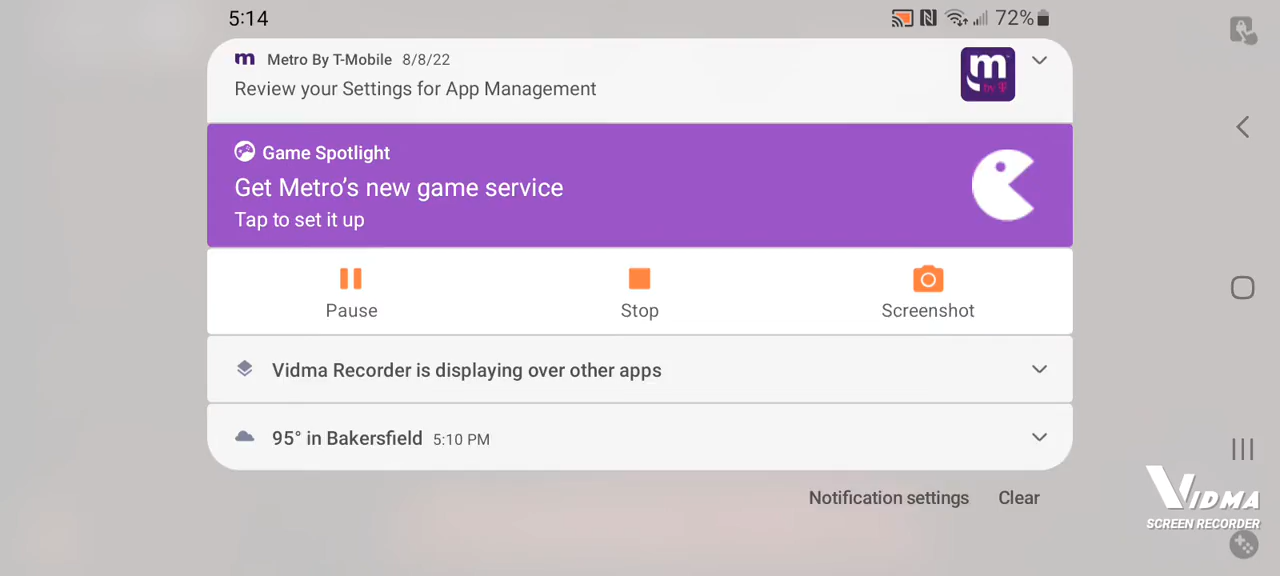 5:14
72%
m Metro By T-Mobile 8/8/22
Review your Settings for App Management
m by T
Game Spotlight
Get Metro’s new game service
Tap to set it up
Pause
Stop
Screenshot
Vidma Recorder is displaying over other apps
95° in Bakersfield 5:10 PM
Notification settings
Clear
VIDMA
SCREEN RECORDER